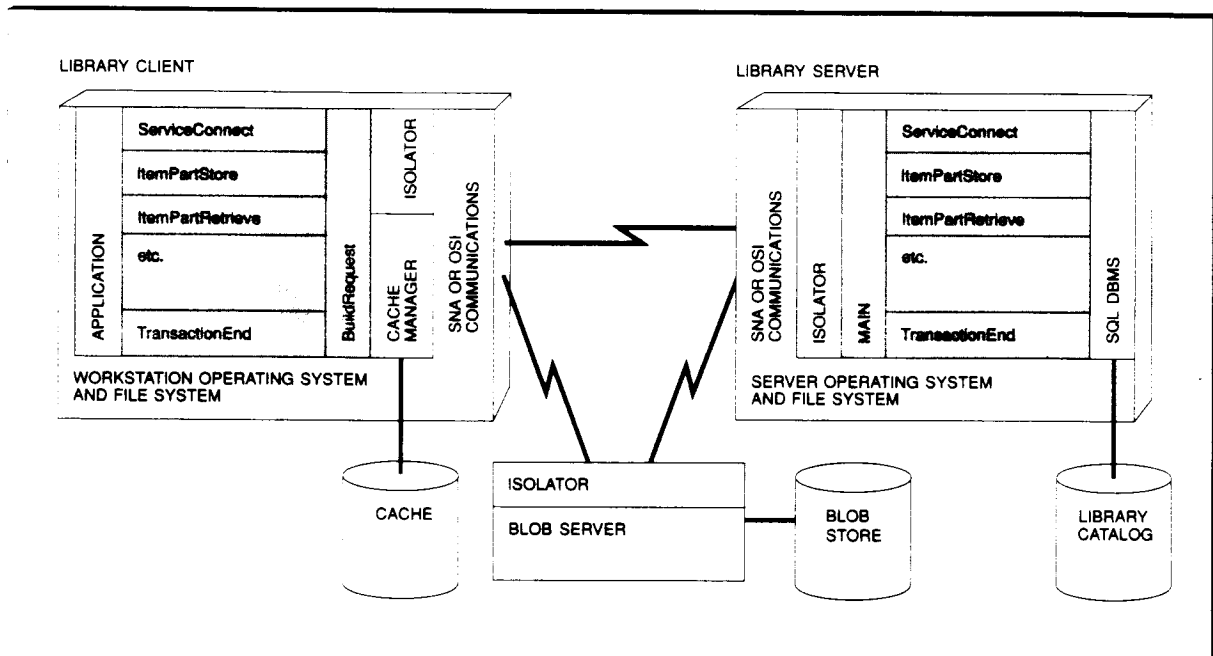 LIBRARY CLIENT
APPLICATION
ServiceConnect
ItemPartStore
ItemPartRetrieve
etc.
TransactionEnd
BuildRequest
ISOLATOR
CACHE
MANAGER
SNA OR OSI
COMMUNICATIONS
WORKSTATION OPERATING SYSTEM
AND FILE SYSTEM
LIBRARY SERVER
SNA OR OSI
COMMUNICATIONS
ISOLATOR
MAIN
ServiceConnect
ItemPartStore
ItemPartRetrieve
etc.
TransactionEnd
SQL DBMS
SERVER OPERATING SYSTEM
AND FILE SYSTEM
CACHE
ISOLATOR
BLOB SERVER
BLOB
STORE
LIBRARY
CATALOG